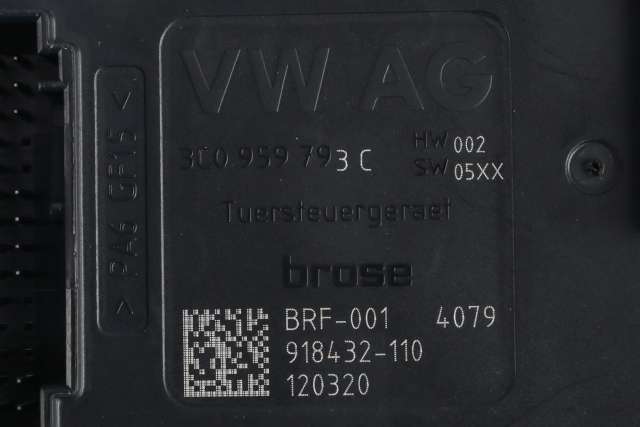 VW AG
3C0 959 793 C HW 002
SW 05XX
Tuersteuergeraet
brose
BRF-001 4079
918432-110
120320
> PA6 GF15 <